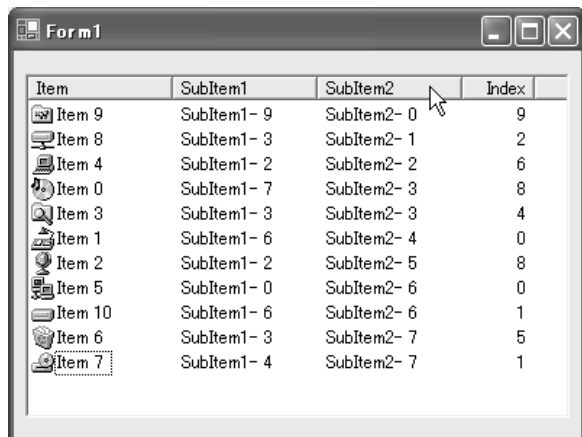 Form1
Item SubItem1 SubItem2 Index
Item 9 SubItem1- 9 SubItem2- 0 9
Item 8 SubItem1- 3 SubItem2- 1 2
Item 4 SubItem1- 2 SubItem2- 2 6
Item 0 SubItem1- 7 SubItem2- 3 8
Item 3 SubItem1- 3 SubItem2- 3 4
Item 1 SubItem1- 6 SubItem2- 4 0
Item 2 SubItem1- 2 SubItem2- 5 8
Item 5 SubItem1- 0 SubItem2- 6 0
Item 10 SubItem1- 6 SubItem2- 6 1
Item 6 SubItem1- 3 SubItem2- 7 5
Item 7 SubItem1- 4 SubItem2- 7 1